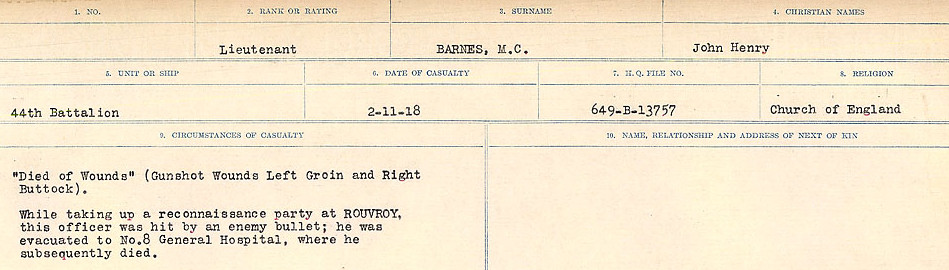 1. NO. 2. RANK OR RATING 3. SURNAME 4. CHRISTIAN NAMES
Lieutenant BARNES, M.C. John Henry
5. UNIT OR SHIP 6. DATE OF CASUALTY 7. H.Q. FILE NO. 8. RELIGION
44th Battalion 2-11-18 649-B-13757 Church of England
9. CIRCUMSTANCES OF CASUALTY 10. NAME, RELATIONSHIP AND ADDRESS OF NEXT OF KIN
"Died of Wounds" (Gunshot Wounds Left Groin and Right
Buttock).
While taking up a reconnaissance party at ROUVROY,
this officer was hit by an enemy bullet; he was
evacuated to No.8 General Hospital, where he
subsequently died.